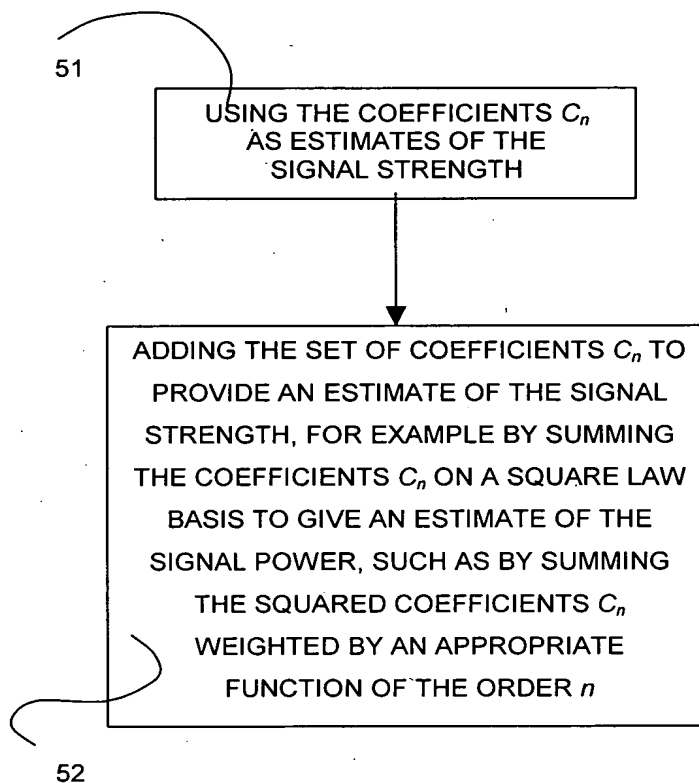 51
USING THE COEFFICIENTS Cn
AS ESTIMATES OF THE
SIGNAL STRENGTH
ADDING THE SET OF COEFFICIENTS Cn TO
PROVIDE AN ESTIMATE OF THE SIGNAL
STRENGTH, FOR EXAMPLE BY SUMMING
THE COEFFICIENTS Cn ON A SQUARE LAW
BASIS TO GIVE AN ESTIMATE OF THE
SIGNAL POWER, SUCH AS BY SUMMING
THE SQUARED COEFFICIENTS Cn
WEIGHTED BY AN APPROPRIATE
FUNCTION OF THE ORDER n
52